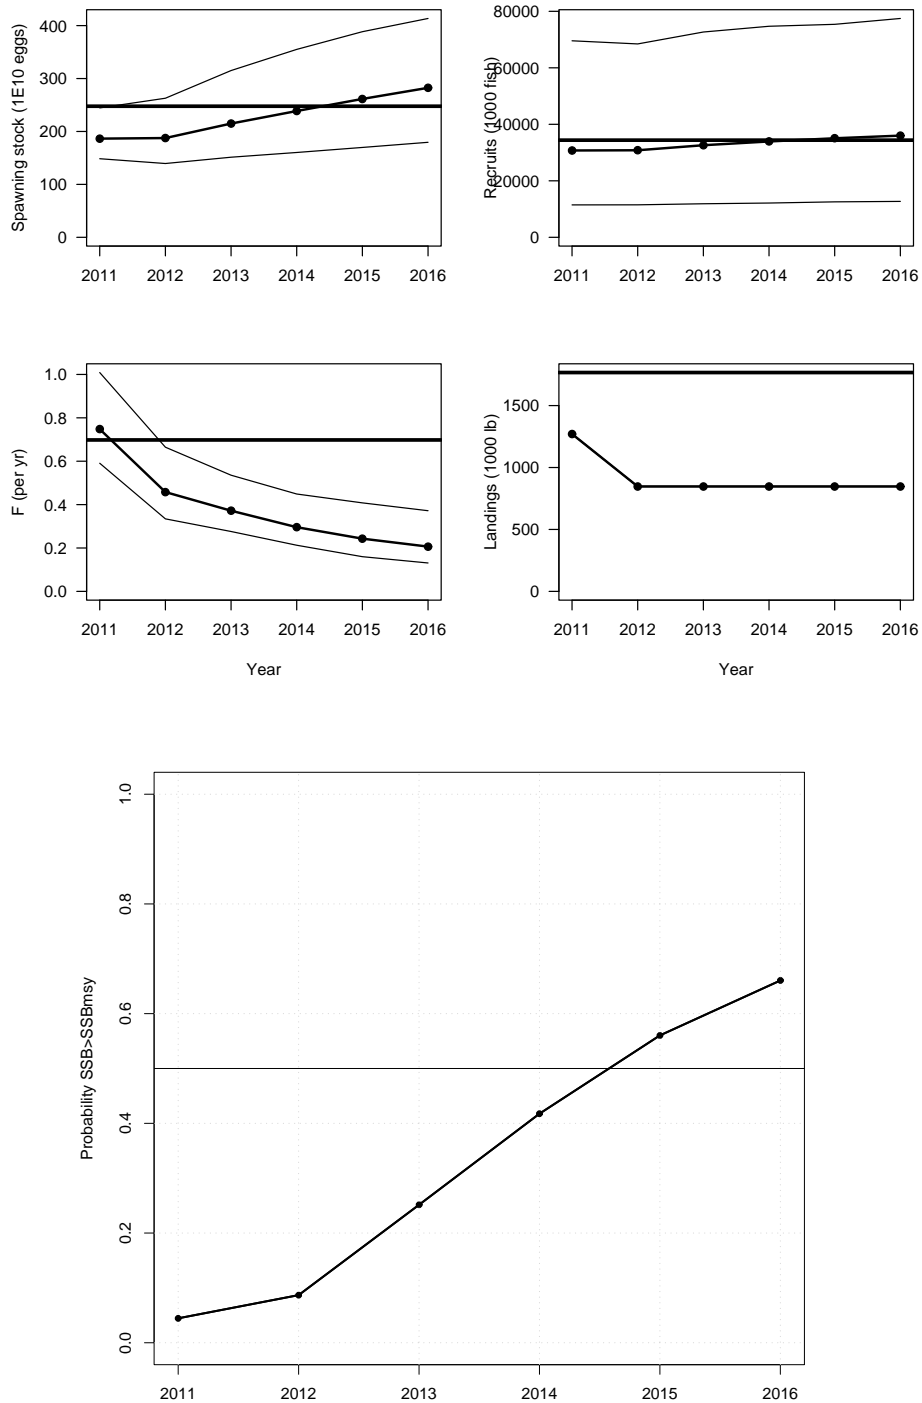 Spawning stock (1E10 eggs)
400
300
200
100
0
2011 2012 2013 2014 2015 2016
Recruits (1000 fish)
80000
60000
40000
20000
0
2011 2012 2013 2014 2015 2016
F (per yr)
1.0
0.8
0.6
0.4
0.2
0.0
2011 2012 2013 2014 2015 2016
Year
Landings (1000 lb)
1500
1000
500
0
2011 2012 2013 2014 2015 2016
Year
Probability SSB>SSBmsy
1.0
0.8
0.6
0.4
0.2
0.0
2011 2012 2013 2014 2015 2016